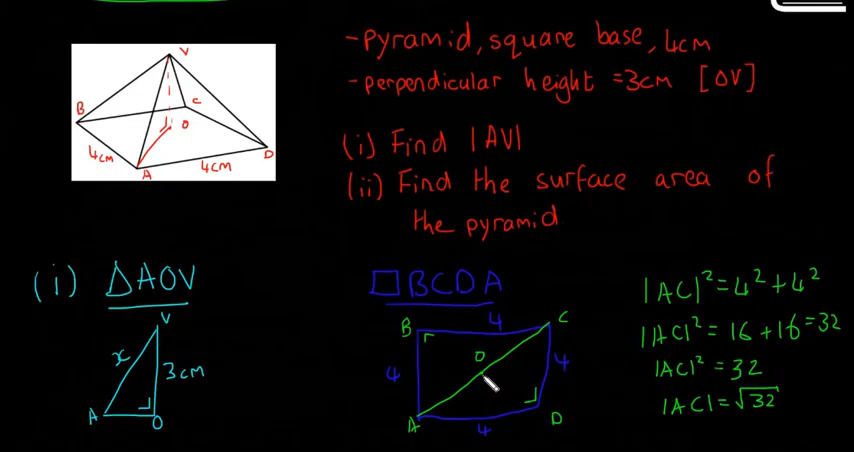 -pyramid, square base, 4cm
-perpendicular height =3cm [OV]
(i) Find |AV|
(ii) Find the surface area of
the pyramid
V
B
C
O
4cm
A
4cm
D
(i) △AOV
V
x
3cm
A
O
□BCDA
B
4
C
4
O
4
A
4
D
|AC|²=4²+4²
|AC|² = 16 + 16 = 32
|AC|² = 32
|AC| = √32